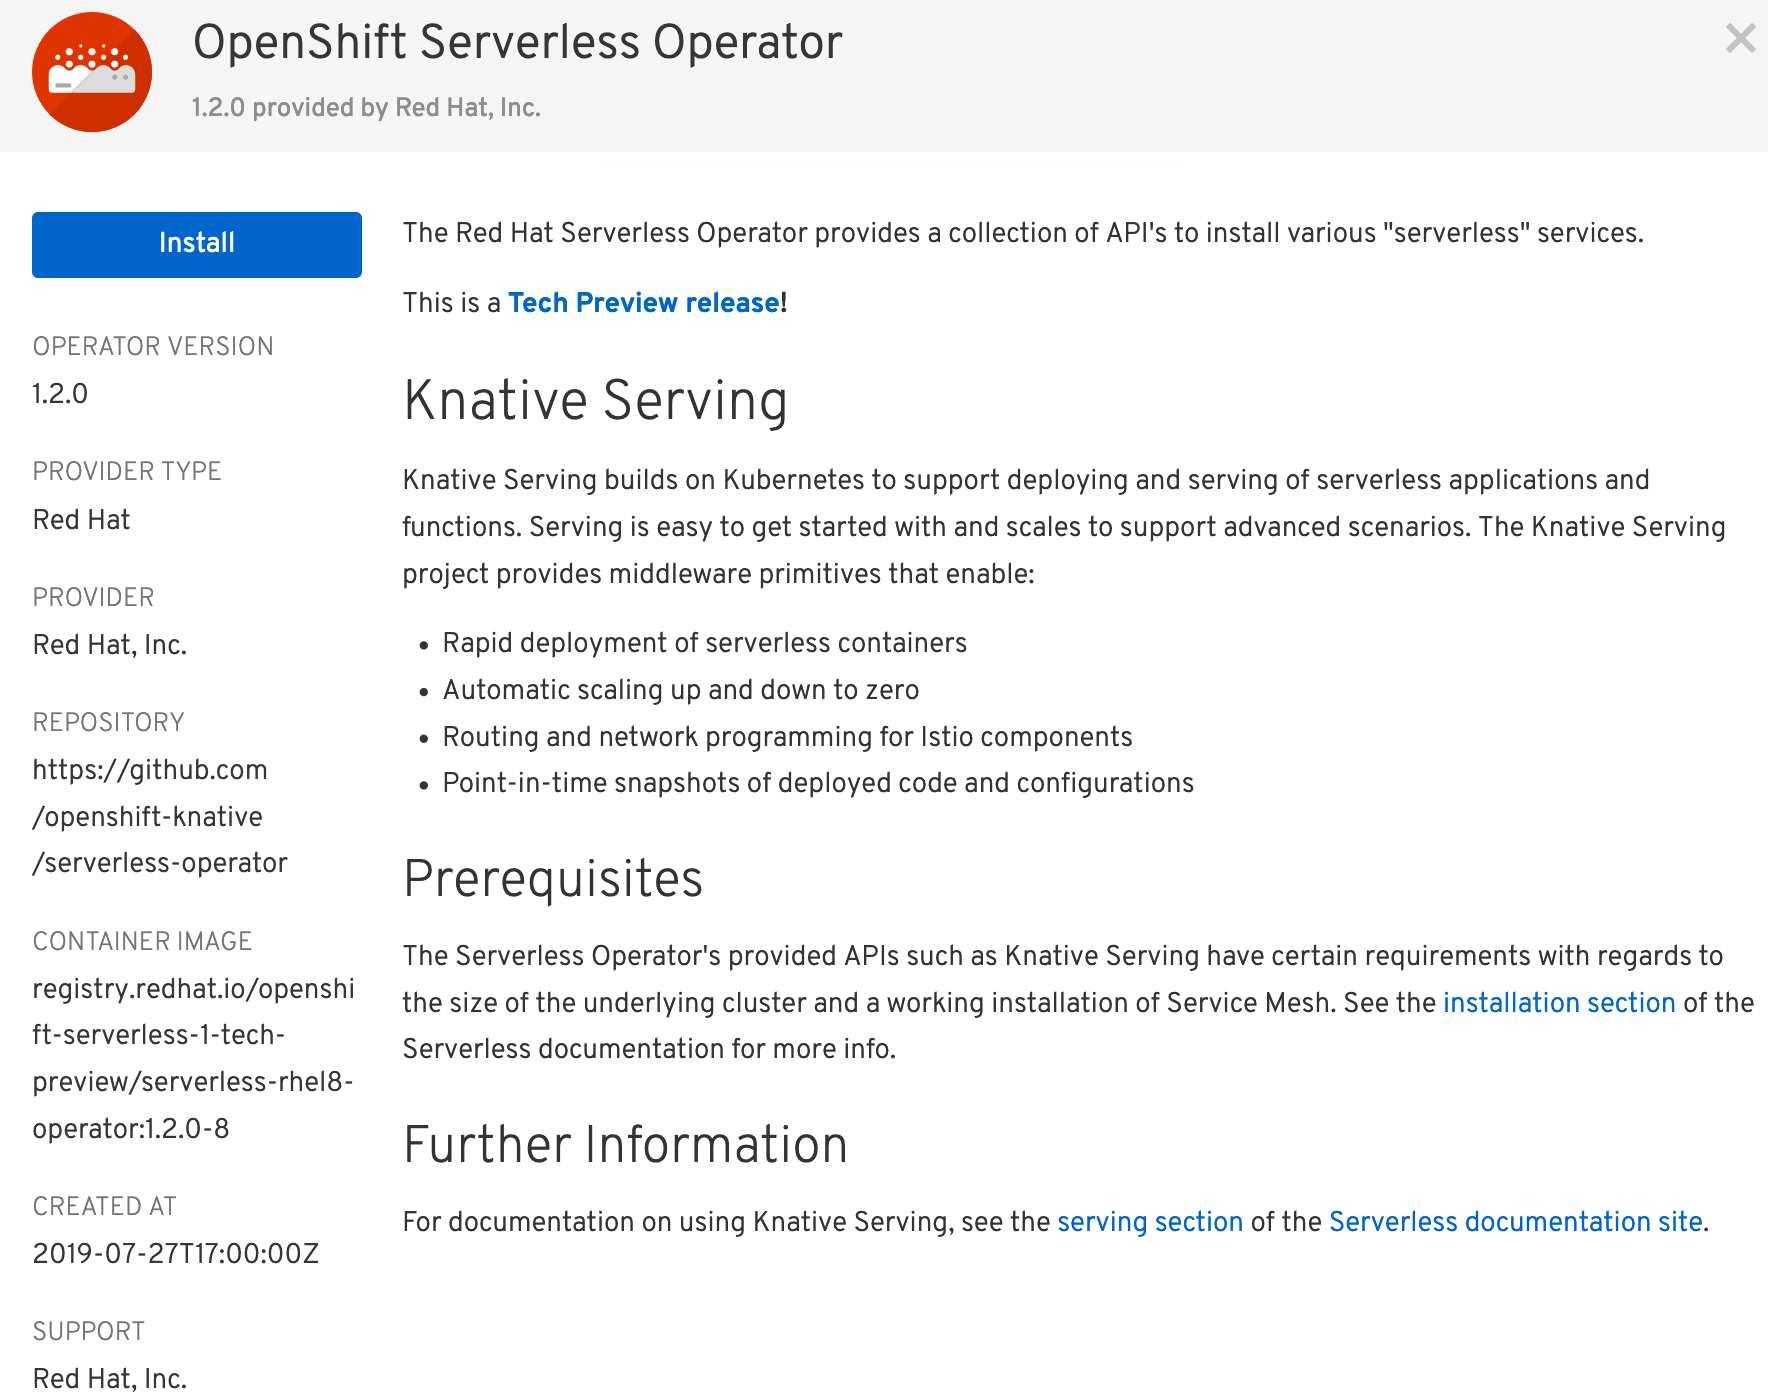 OpenShift Serverless Operator
1.2.0 provided by Red Hat, Inc.
Install
OPERATOR VERSION
1.2.0
PROVIDER TYPE
Red Hat
PROVIDER
Red Hat, Inc.
REPOSITORY
https://github.com
/openshift-knative
/serverless-operator
CONTAINER IMAGE
registry.redhat.io/openshi
ft-serverless-1-tech-
preview/serverless-rhel8-
operator:1.2.0-8
CREATED AT
2019-07-27T17:00:00Z
SUPPORT
Red Hat, Inc.
The Red Hat Serverless Operator provides a collection of API's to install various "serverless" services.
This is a Tech Preview release!
Knative Serving
Knative Serving builds on Kubernetes to support deploying and serving of serverless applications and
functions. Serving is easy to get started with and scales to support advanced scenarios. The Knative Serving
project provides middleware primitives that enable:
• Rapid deployment of serverless containers
• Automatic scaling up and down to zero
• Routing and network programming for Istio components
• Point-in-time snapshots of deployed code and configurations
Prerequisites
The Serverless Operator's provided APIs such as Knative Serving have certain requirements with regards to
the size of the underlying cluster and a working installation of Service Mesh. See the installation section of the
Serverless documentation for more info.
Further Information
For documentation on using Knative Serving, see the serving section of the Serverless documentation site.